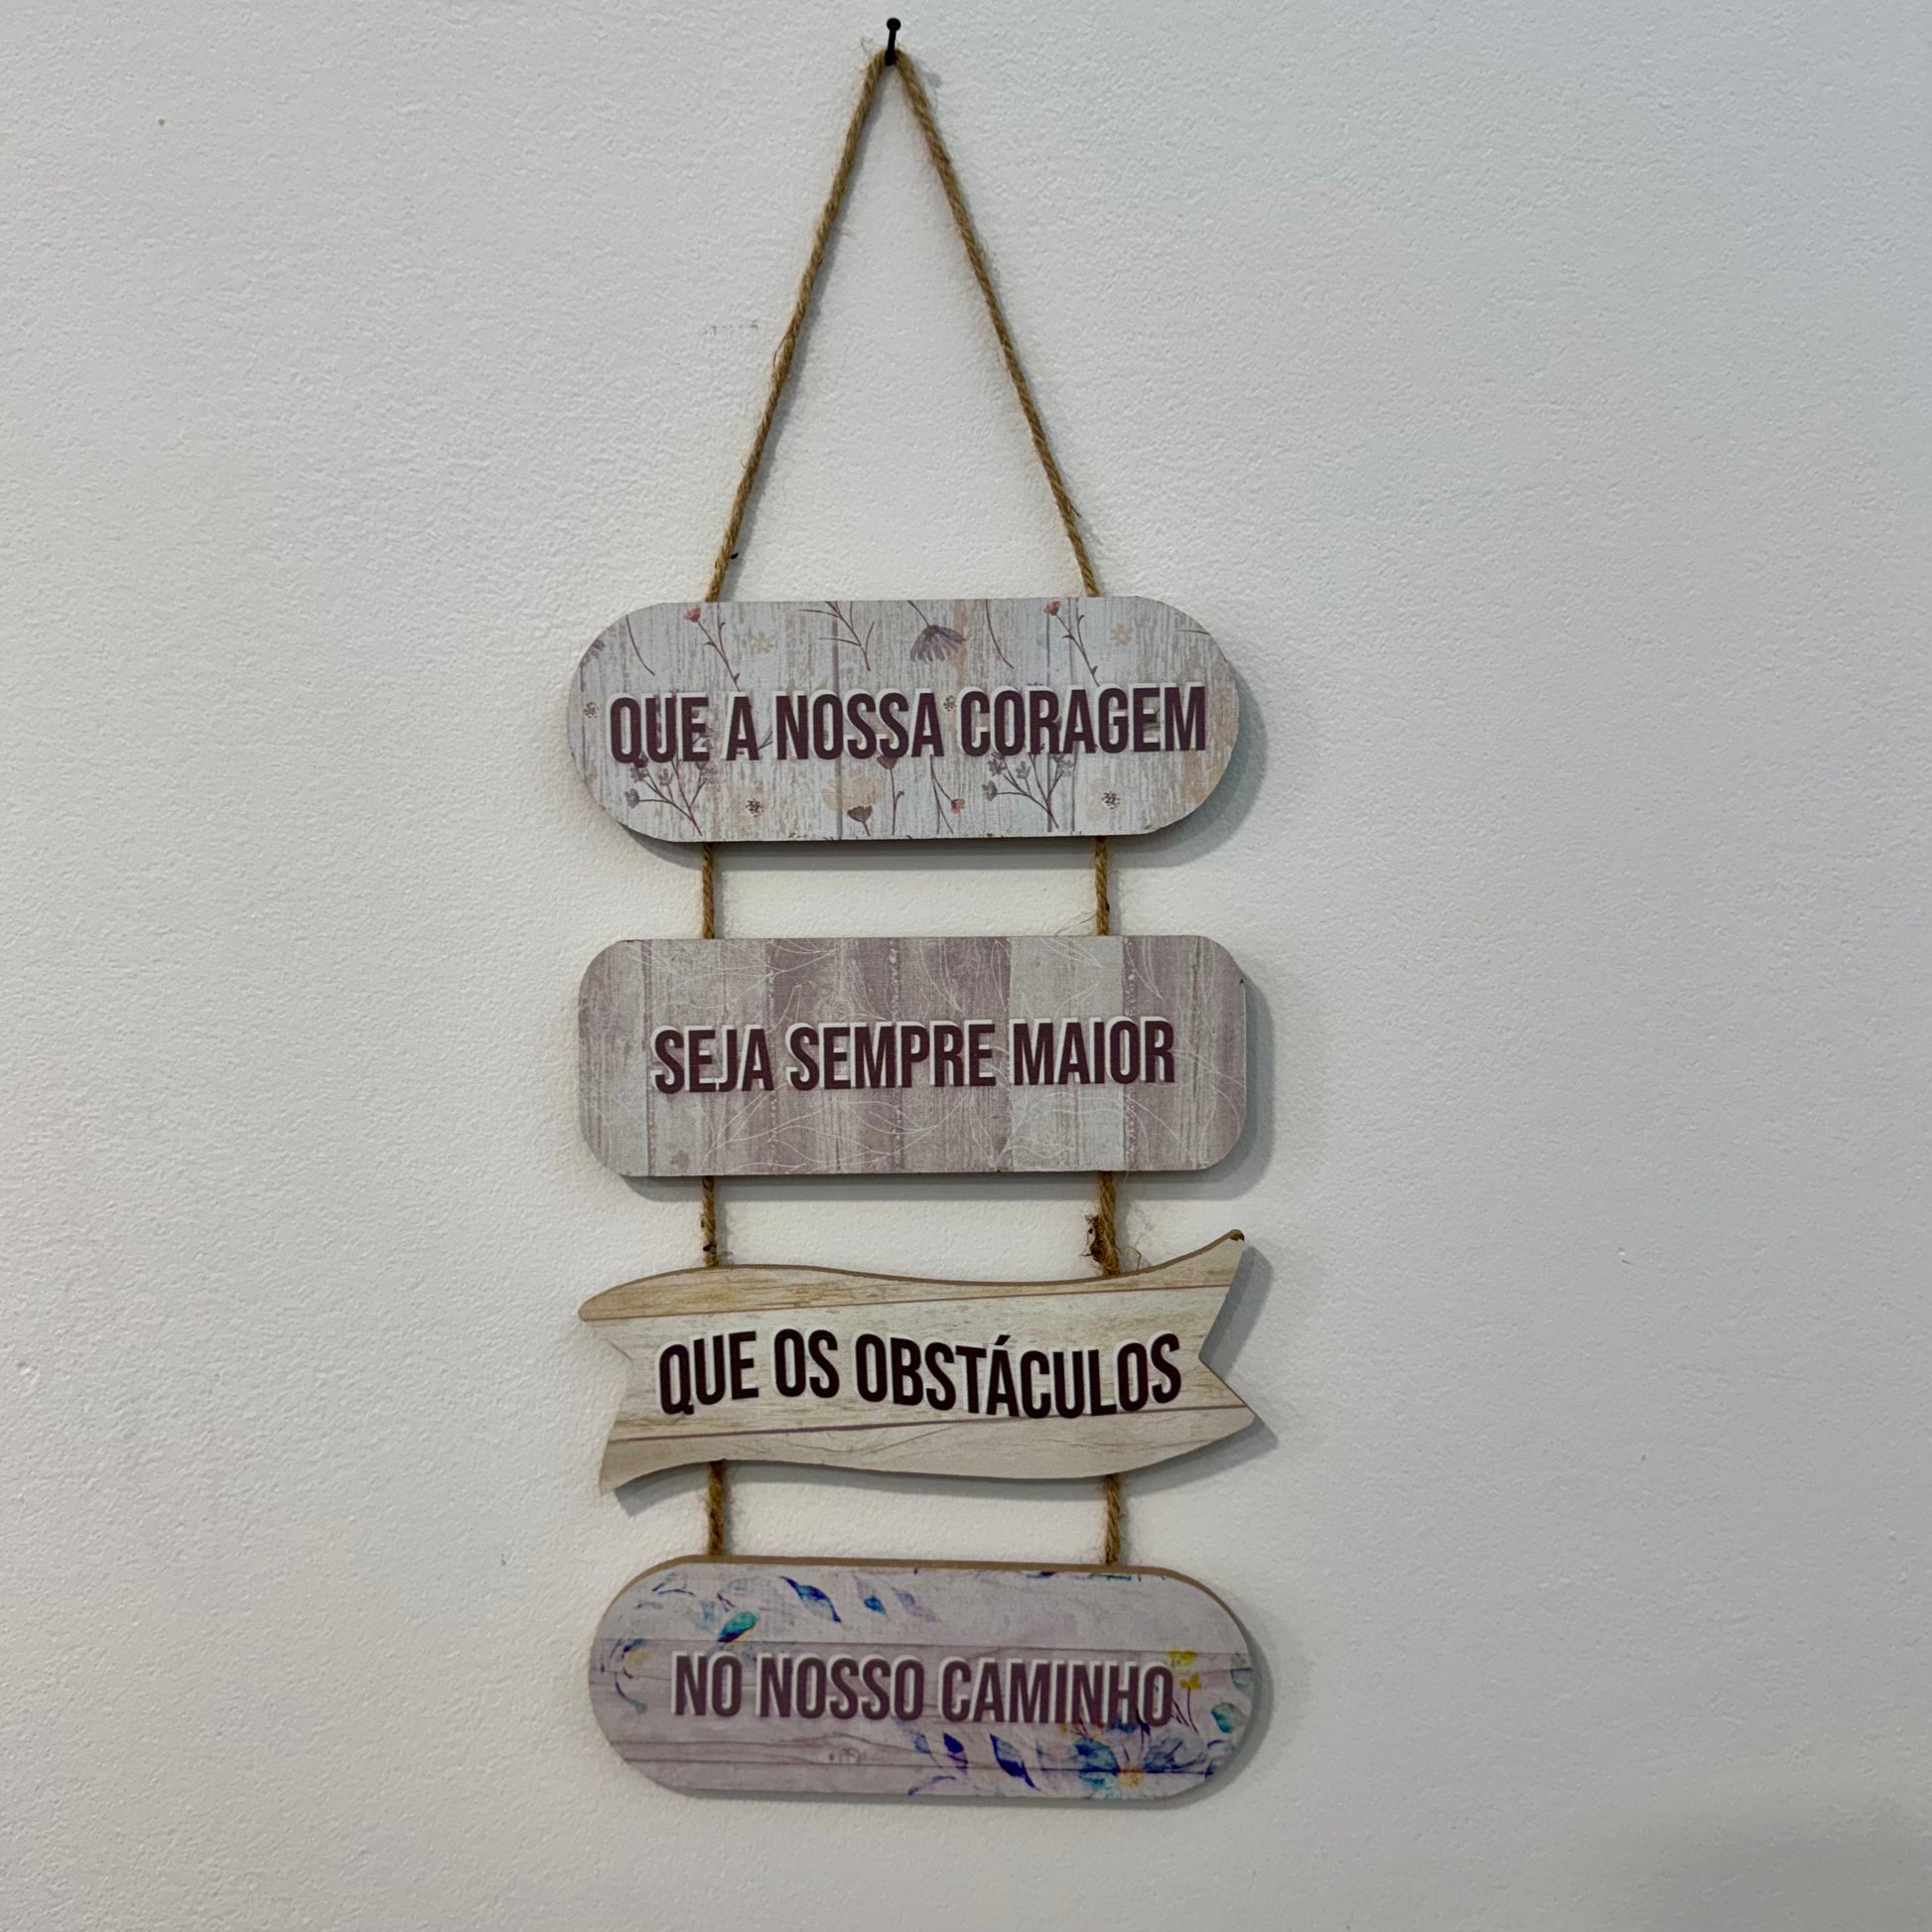 QUE A NOSSA CORAGEM
SEJA SEMPRE MAIOR
QUE OS OBSTÁCULOS
NO NOSSO CAMINHO